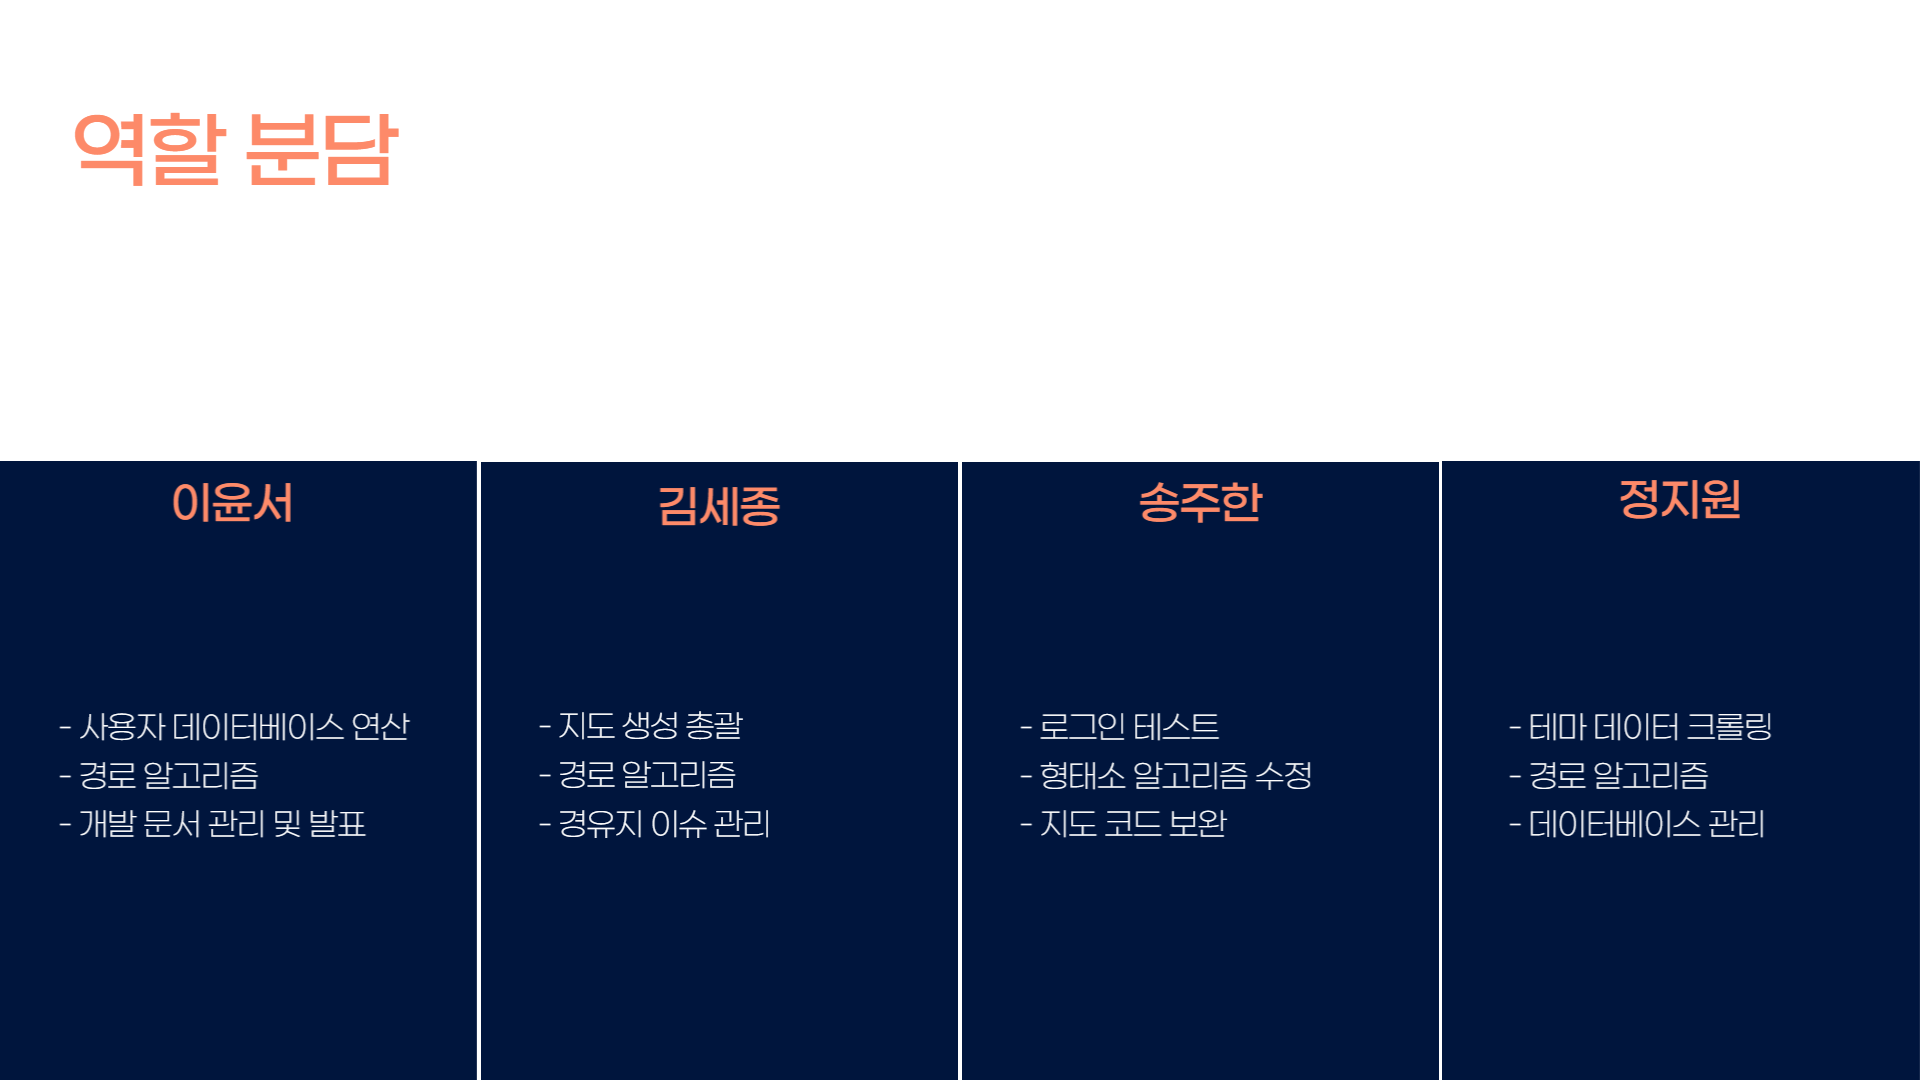 역할 분담
이윤서
- 사용자 데이터베이스 연산
- 경로 알고리즘
- 개발 문서 관리 및 발표
김세종
- 지도 생성 총괄
- 경로 알고리즘
- 경유지 이슈 관리
송주한
- 로그인 테스트
- 형태소 알고리즘 수정
- 지도 코드 보완
정지원
- 테마 데이터 크롤링
- 경로 알고리즘
- 데이터베이스 관리